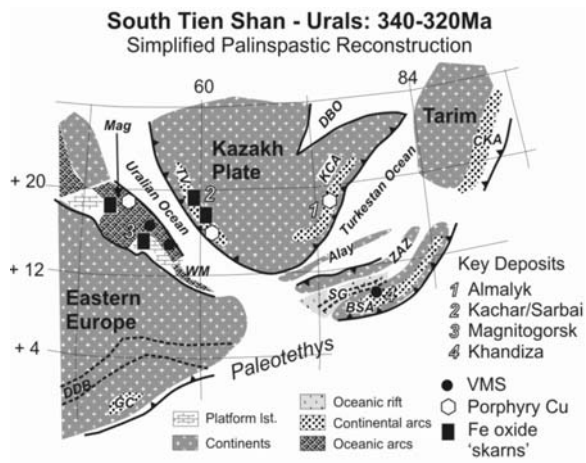 South Tien Shan - Urals: 340-320Ma
Simplified Palinspastic Reconstruction
60
84
Mag
DBO
Tarim
Kazakh
Plate
CKA
+ 20
Uralian Ocean
TV
2
KCA
1
Turkestan Ocean
3
Alay
ZAZ
+ 12
WM
SG
BSA
4
Eastern
Europe
+ 4
Paleotethys
DDB
GC
Key Deposits
1 Almalyk
2 Kachar/Sarbai
3 Magnitogorsk
4 Khandiza
VMS
Porphyry Cu
Fe oxide
'skarns'
Platform lst.
Continents
Oceanic rift
Continental arcs
Oceanic arcs